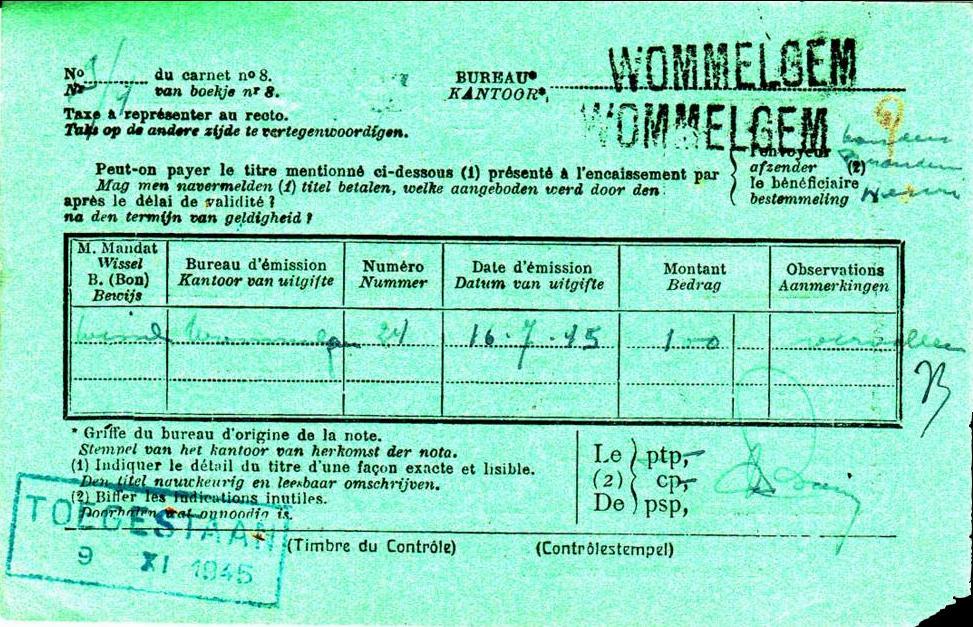 No 9/1 du carnet nº 8.
Nr van boekje nr 8.
BUREAU* WOMMELGEM
KANTOOR*
WOMMELGEM
Taxe à représenter au recto.
Taks op de andere zijde te vertegenwoordigen.
Peut-on payer le titre mentionné ci-dessous (1) présenté à l'encaissement par
Mag men navermelden (1) titel betalen, welke aangeboden werd door den
après le délai de validité ?
na den termijn van geldigheid ?
l'envoyeur
afzender (2)
le bénéficiaire
bestemmeling
M. Mandat
Wissel
B. (Bon)
Bewijs
Bureau d'émission
Kantoor van uitgifte
Numéro
Nummer
Date d'émission
Datum van uitgifte
Montant
Bedrag
Observations
Aanmerkingen
wissel Wommelgem 24 16-7-45 100 vervallen
* Griffe du bureau d'origine de la note.
Stempel van het kantoor van herkomst der nota.
(1) Indiquer le détail du titre d'une façon exacte et lisible.
Den titel nauwkeurig en leesbaar omschrijven.
(2) Biffer les indications inutiles.
Doorhalen wat onnoodig is.
Le ptp,
(2) cp,
De psp,
TOEGESTAAN
9 XI 1945
(Timbre du Contrôle) (Contrôlestempel)